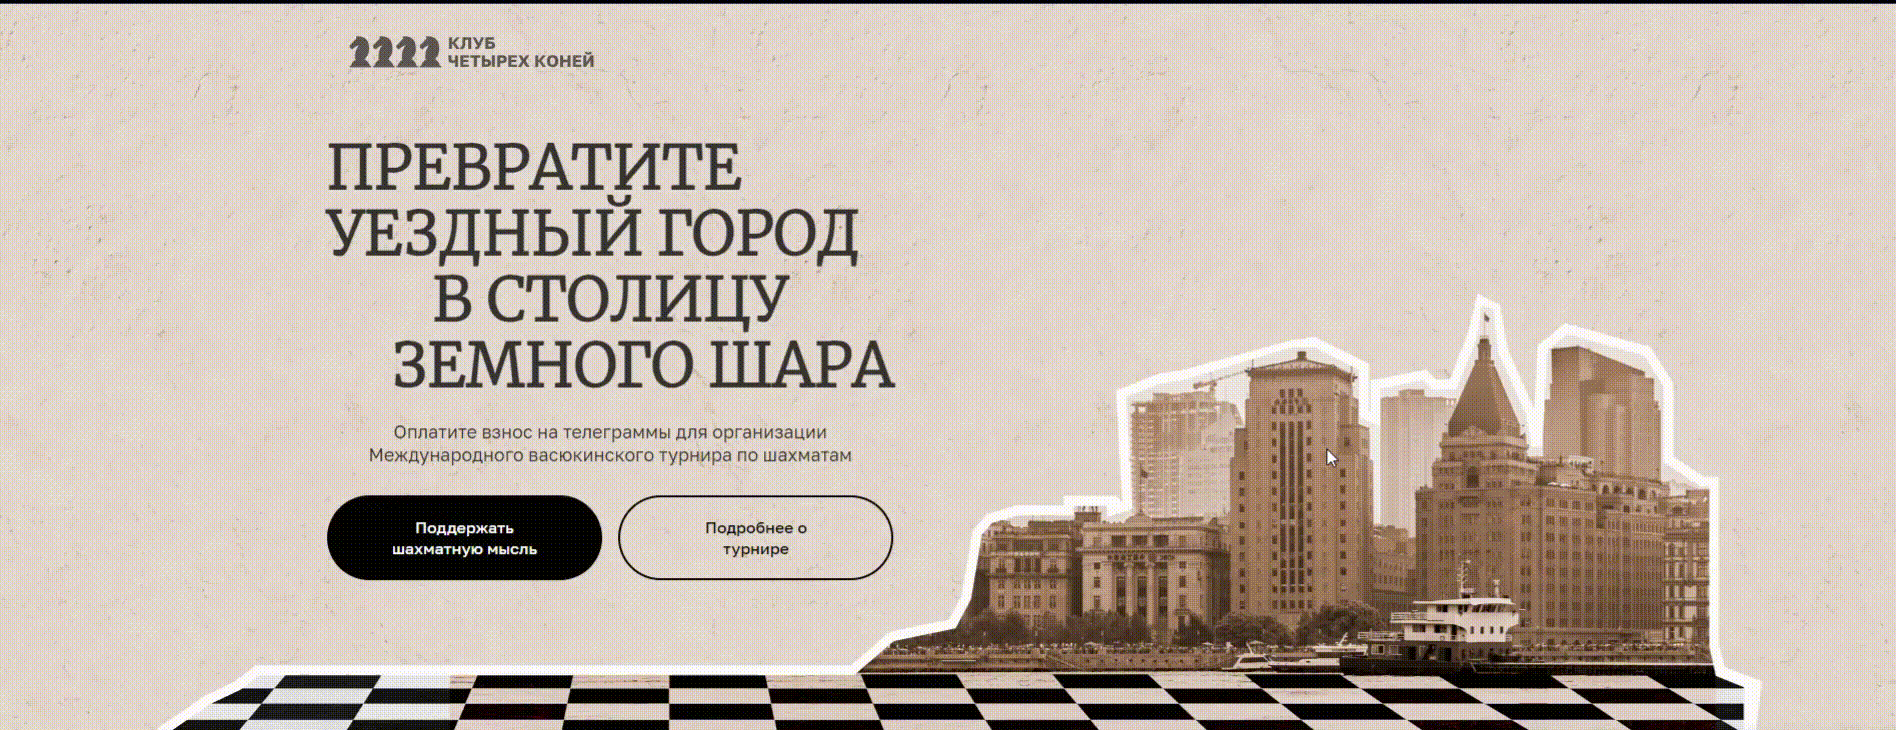 КЛУБ
ЧЕТЫРЕХ КОНЕЙ
ПРЕВРАТИТЕ
УЕЗДНЫЙ ГОРОД
В СТОЛИЦУ
ЗЕМНОГО ШАРА
Оплатите взнос на телеграммы для организации
Международного васюкинского турнира по шахматам
Поддержать
шахматную мысль
Подробнее о
турнире